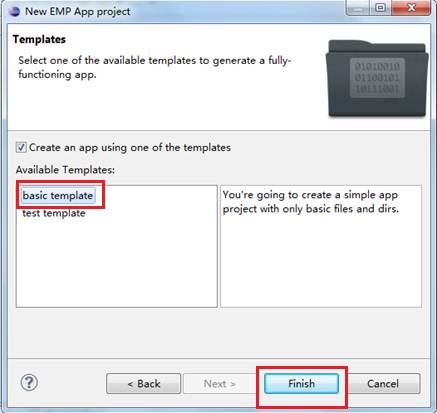 New EMP App project
Templates
Select one of the available templates to generate a fully-
functioning app.
01010010
01100101
10111001
Create an app using one of the templates
Available Templates:
basic template
test template
You're going to create a simple app
project with only basic files and dirs.
?
< Back
Next >
Finish
Cancel